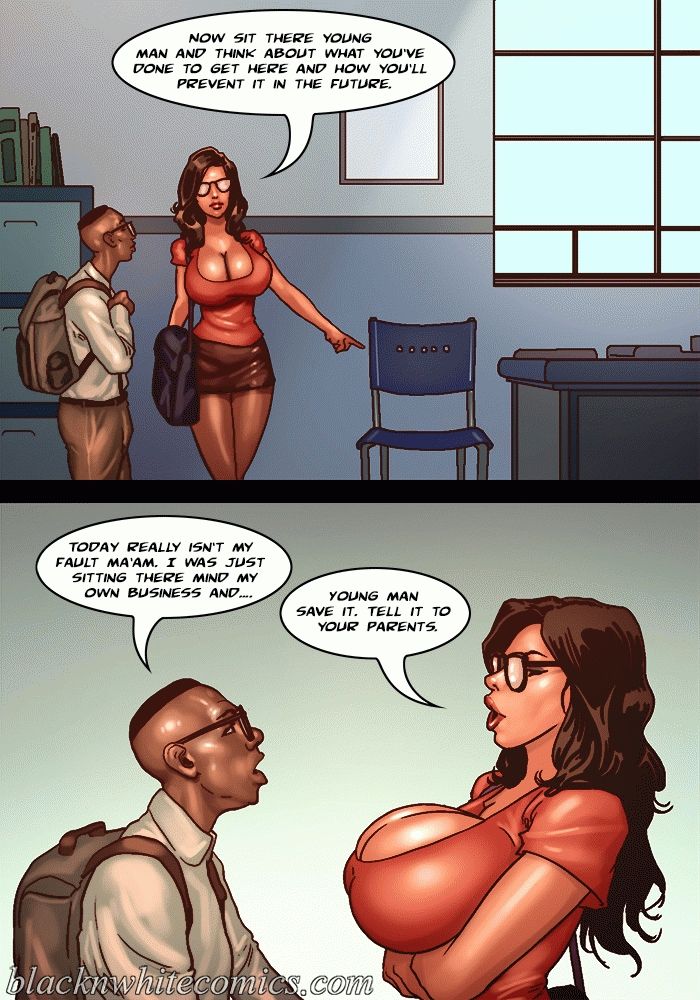 NOW SIT THERE YOUNG
MAN AND THINK ABOUT WHAT YOU'VE
DONE TO GET HERE AND HOW YOU'LL
PREVENT IT IN THE FUTURE.
TODAY REALLY ISN'T MY
FAULT MA'AM. I WAS JUST
SITTING THERE MIND MY
OWN BUSINESS AND....
YOUNG MAN
SAVE IT. TELL IT TO
YOUR PARENTS.
blacknwhitecomics.com